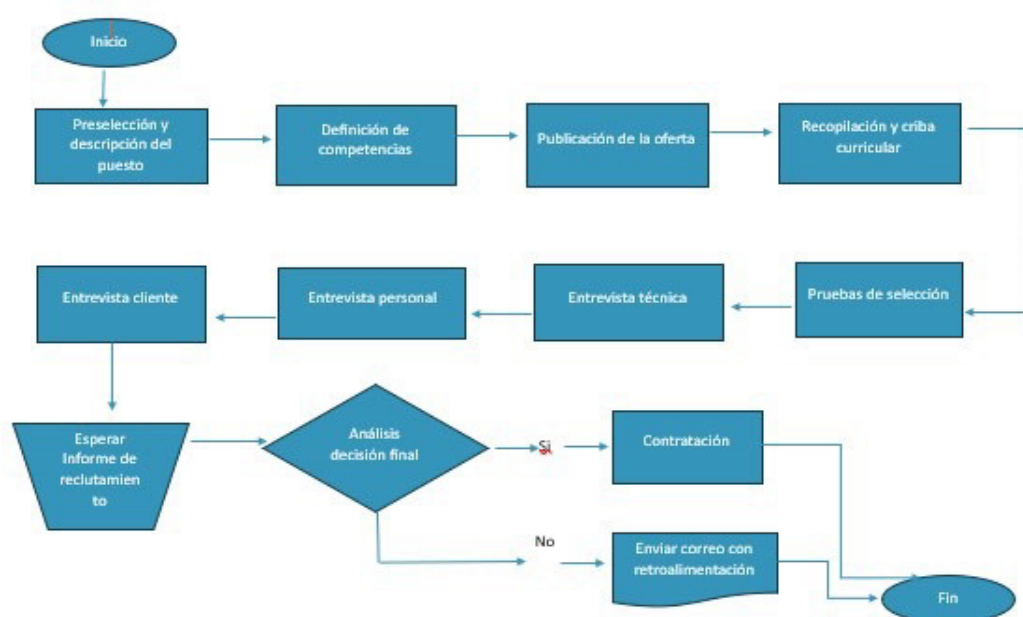 Inicio
Preselección y
descripción del
puesto
Definición de
competencias
Publicación de la oferta
Recopilación y criba
curricular
Entrevista cliente
Entrevista personal
Entrevista técnica
Pruebas de selección
Esperar
Informe de
reclutamien
to
Análisis
decisión final
Si
Contratación
No
Enviar correo con
retroalimentación
Fin